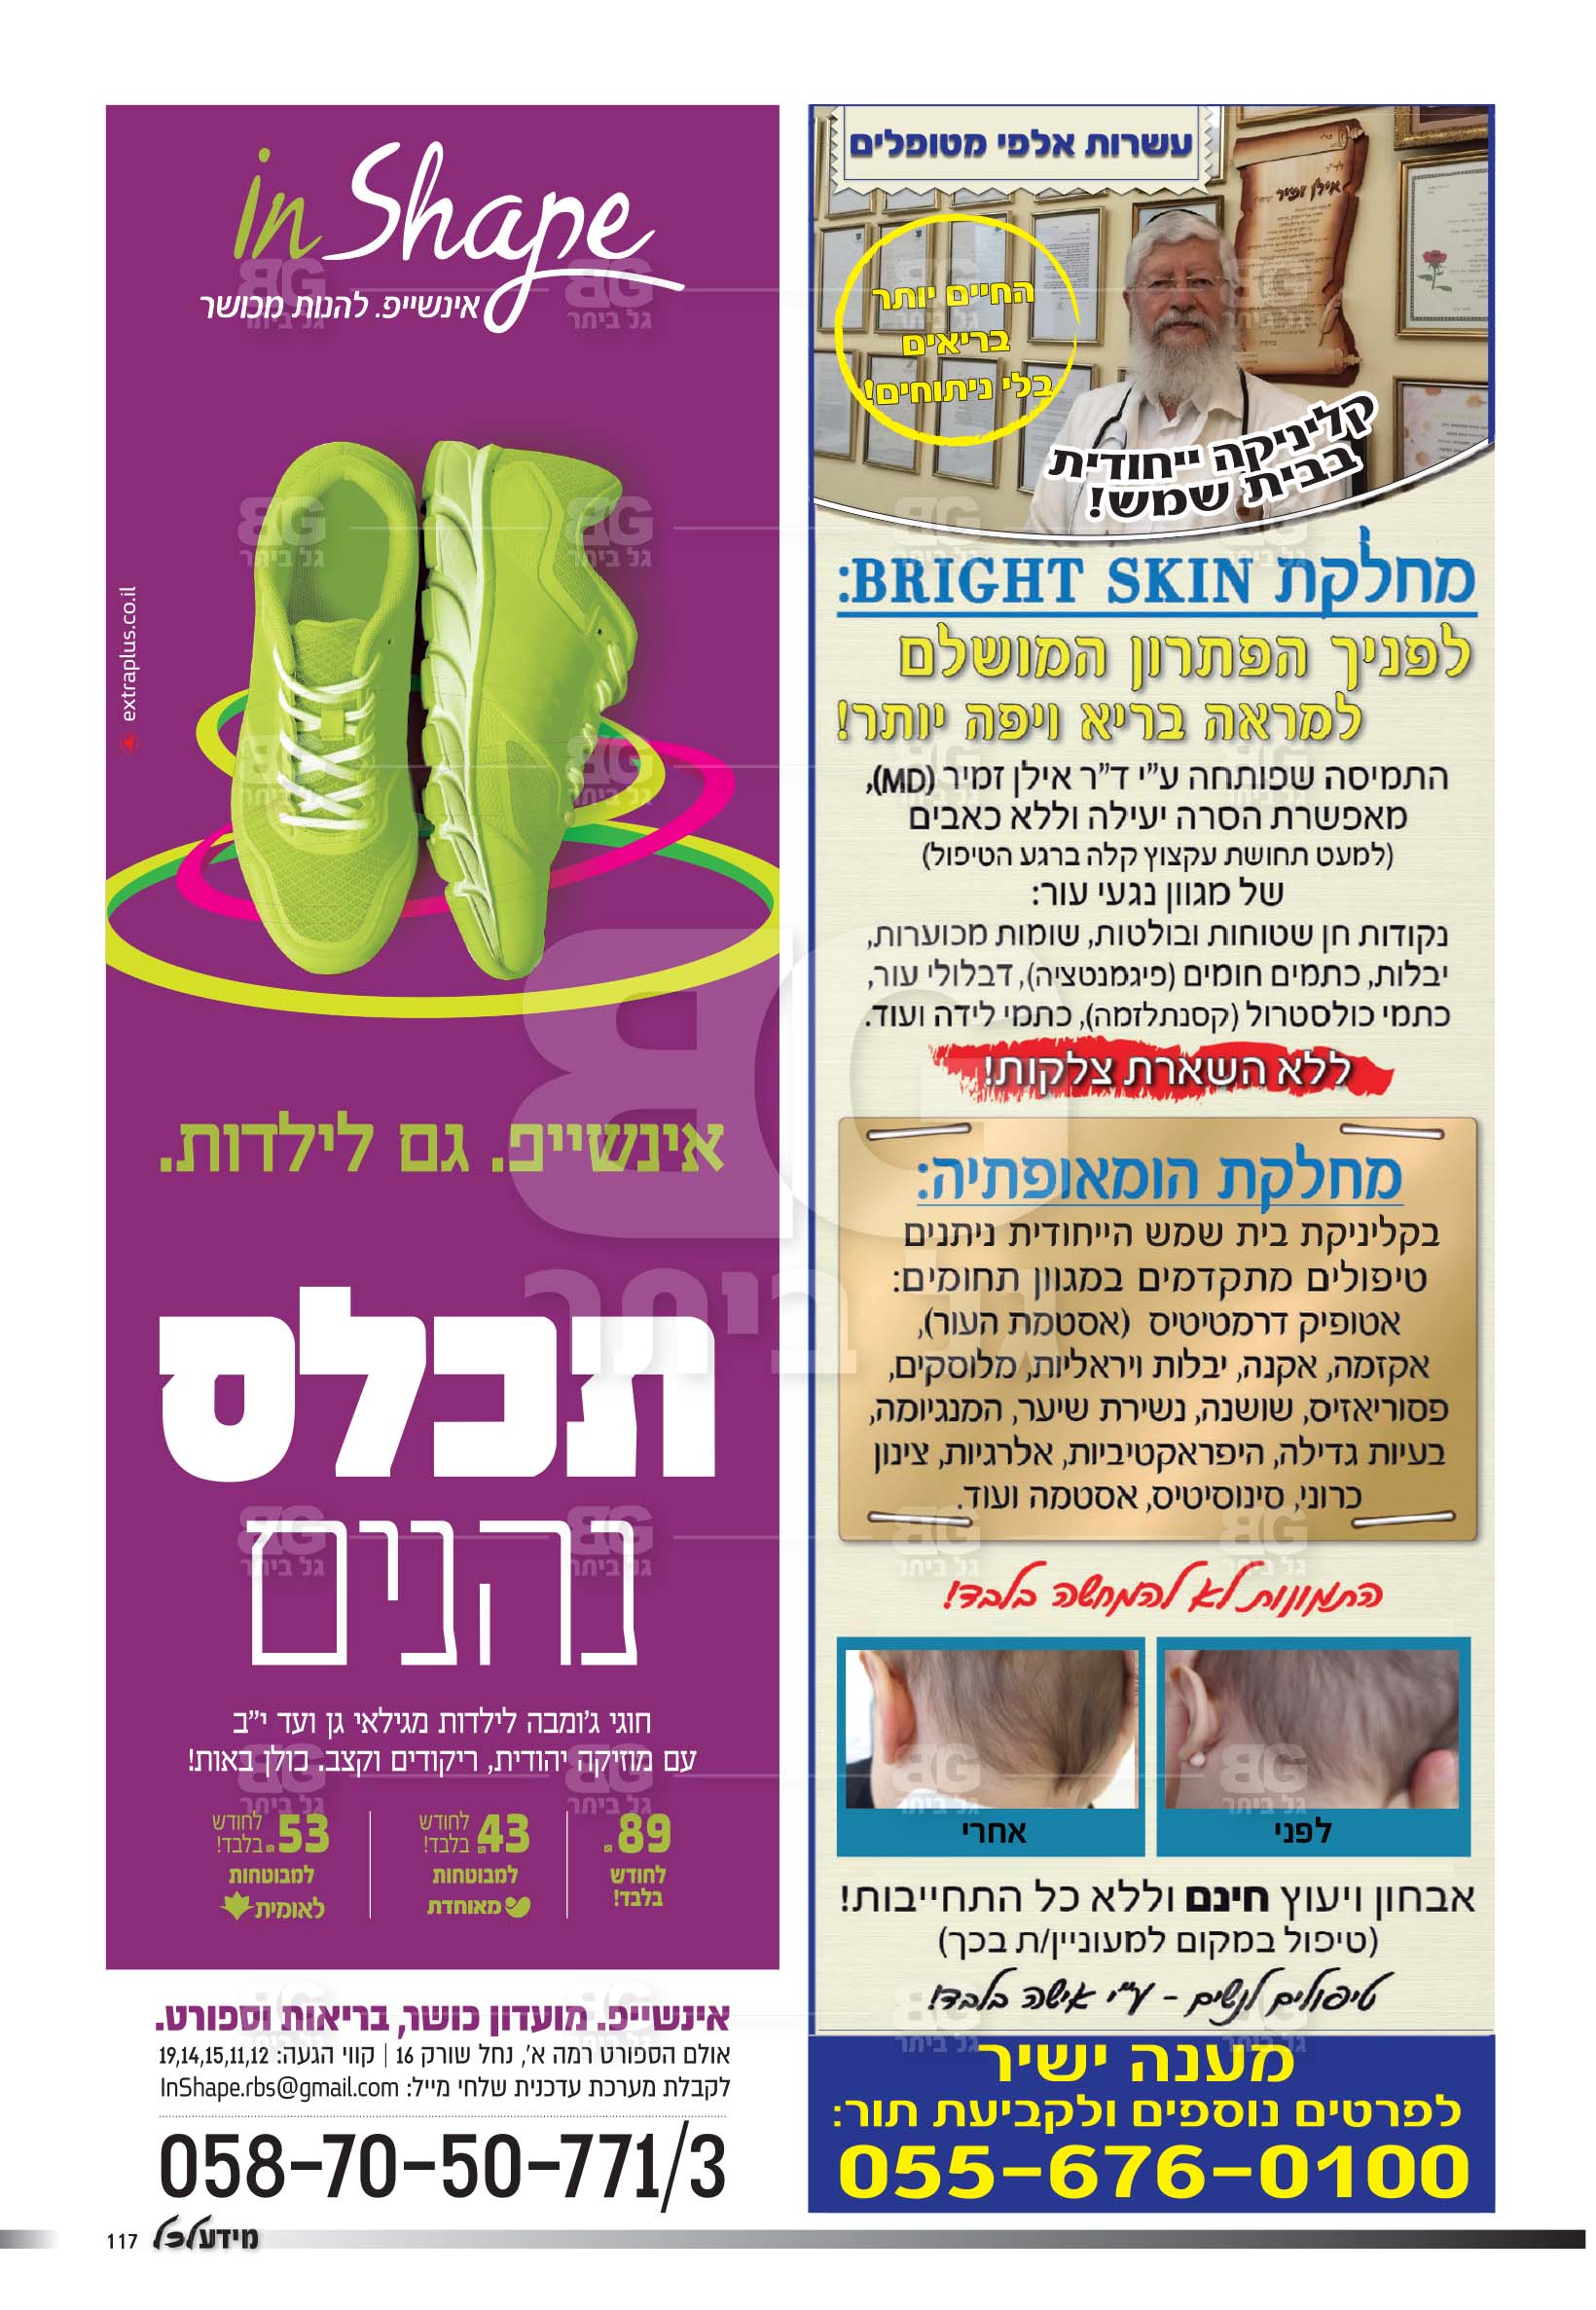 עשרות אלפי מטופלים
החיים יותר
בריאים
בלי ניתוחים!
אילן זמיר
קליניקה ייחודית
בבית שמש!
מחלקת BRIGHT SKIN:
לפניך הפתרון המושלם
למראה בריא ויפה יותר!
התמיסה שפותחה ע"י ד"ר אילן זמיר (MD),
מאפשרת הסרה יעילה וללא כאבים
(למעט תחושת עקצוץ קלה ברגע הטיפול)
של מגוון נגעי עור:
נקודות חן שטוחות ובולטות, שומות מכוערות,
יבלות, כתמים חומים (פיגמנטציה), דבלולי עור,
כתמי כולסטרול (קסנתלזמה), כתמי לידה ועוד.
ללא השארת צלקות!
מחלקת הומאופתיה:
בקליניקת בית שמש הייחודית ניתנים
טיפולים מתקדמים במגוון תחומים:
אטופיק דרמטיטיס (אסטמת העור),
אקזמה, אקנה, יבלות ויראליות, מלוסקים,
פסוריאזיס, שושנה, נשירת שיער, המנגיומה,
בעיות גדילה, היפראקטיביות, אלרגיות, צינון
כרוני, סינוסיטיס, אסטמה ועוד.
התמונות לא להמחשה בלבד!
לפני
אחרי
אבחון ויעוץ חינם וללא כל התחייבות!
(טיפול במקום למעוניין/ת בכך)
טיפולים לנשים - ע"י אישה בלבד!
מענה ישיר
לפרטים נוספים ולקביעת תור:
055-676-0100
inShape
אינשייפ. להנות מכושר
extraplus.co.il
אינשייפ. גם לילדות.
תכלס
נהנים
חוגי ג'ומבה לילדות מגילאי גן ועד י"ב
עם מוזיקה יהודית, ריקודים וקצב. כולן באות!
89 ₪
לחודש
בלבד!
43 ₪ לחודש בלבד!
למבוטחות
מאוחדת
53 ₪ לחודש בלבד!
למבוטחות
לאומית
אינשייפ. מועדון כושר, בריאות וספורט.
אולם הספורט רמה א', נחל שורק 16 | קווי הגעה: 19,14,15,11,12
לקבלת מערכת עדכנית שלחי מייל: InShape.rbs@gmail.com
058-70-50-771/3
מידע לכל
117
BG
גל ביתר